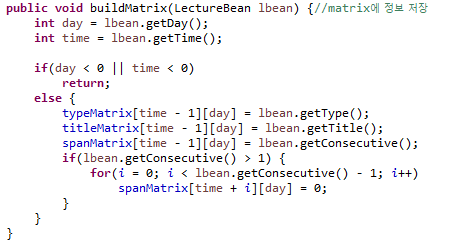 public void buildMatrix(LectureBean lbean) {//matrix에 정보 저장
    int day = lbean.getDay();
    int time = lbean.getTime();

    if(day < 0 || time < 0)
        return;
    else {
        typeMatrix[time - 1][day] = lbean.getType();
        titleMatrix[time - 1][day] = lbean.getTitle();
        spanMatrix[time - 1][day] = lbean.getConsecutive();
        if(lbean.getConsecutive() > 1) {
            for(i = 0; i < lbean.getConsecutive() - 1; i++)
                spanMatrix[time + i][day] = 0;
        }
    }
}